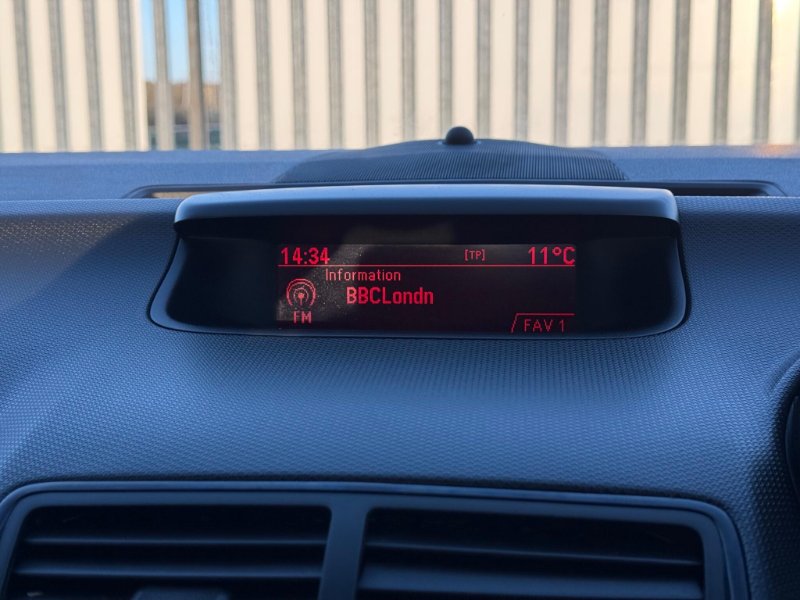 14:34 [TP] 11°C
Information
BBCLondn
FM
FAV 1